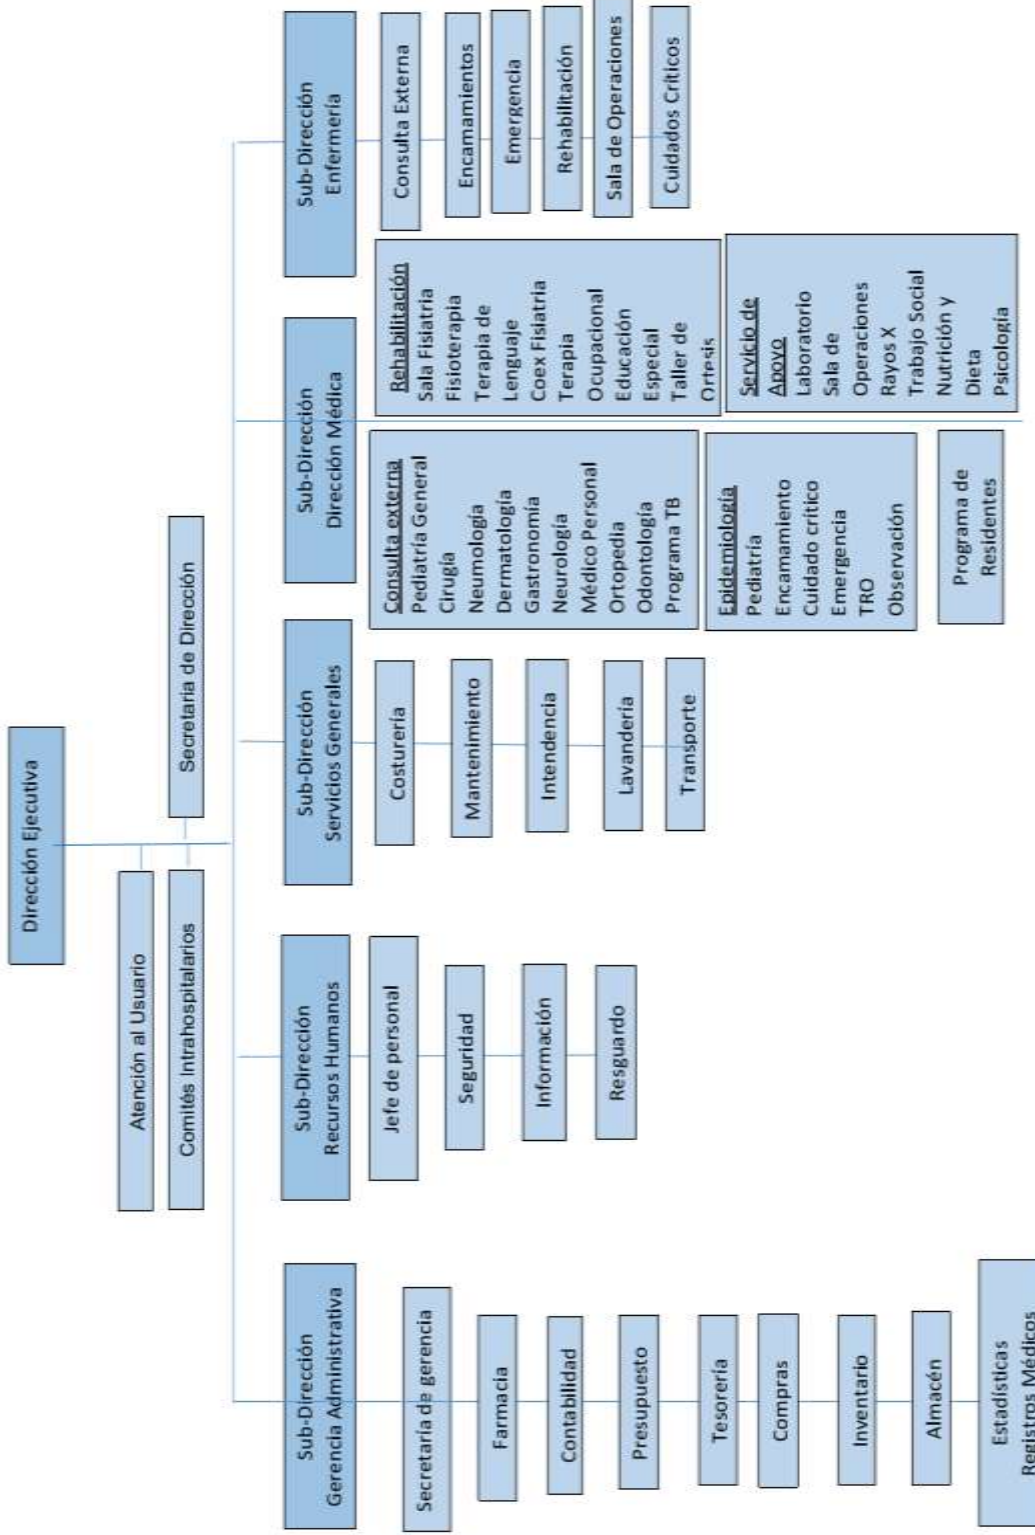 Dirección Ejecutiva
Atención al Usuario
Comités Intrahospitalarios
Secretaria de Dirección
Sub-Dirección
Gerencia Administrativa
Secretaría de gerencia
Farmacia
Contabilidad
Presupuesto
Tesorería
Compras
Inventario
Almacén
Estadísticas
Registros Médicos
Sub-Dirección
Recursos Humanos
Jefe de personal
Seguridad
Información
Resguardo
Sub-Dirección
Servicios Generales
Costurería
Mantenimiento
Intendencia
Lavandería
Transporte
Sub-Dirección
Dirección Médica
Consulta externa
Pediatría General
Cirugía
Neumología
Dermatología
Gastronomía
Neurología
Médico Personal
Ortopedia
Odontología
Programa TB
Epidemiología
Pediatría
Encamamiento
Cuidado crítico
Emergencia
TRO
Observación
Programa de
Residentes
Rehabilitación
Sala Fisiatria
Fisioterapia
Terapia de
Lenguaje
Coex Fisiatria
Terapia
Ocupacional
Educación
Especial
Taller de
Ortesis
Servicio de
Apoyo
Laboratorio
Sala de
Operaciones
Rayos X
Trabajo Social
Nutrición y
Dieta
Psicología
Sub-Dirección
Enfermería
Consulta Externa
Encamamientos
Emergencia
Rehabilitación
Sala de Operaciones
Cuidados Críticos